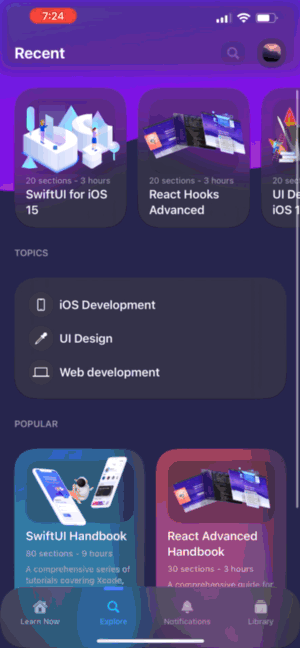 7:24
Recent
20 sections - 3 hours
SwiftUI for iOS
15
20 sections - 3 hours
React Hooks
Advanced
20 sec
UI De
iOS 1
TOPICS
iOS Development
UI Design
Web development
POPULAR
SwiftUI Handbook
80 sections - 9 hours
A comprehensive series of
tutorials covering Xcode,
React Advanced
Handbook
30 sections - 3 hours
A comprehensive guide for
Learn Now
Explore
Notifications
Library